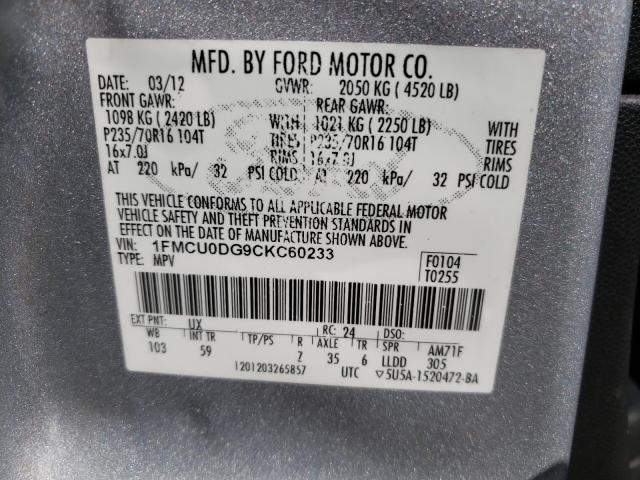 MFD. BY FORD MOTOR CO.
DATE: 03/12 GVWR: 2050 KG ( 4520 LB)
FRONT GAWR: REAR GAWR:
1098 KG ( 2420 LB) WITH 1021 KG ( 2250 LB) WITH
P235/70R16 104T TIRES P235/70R16 104T TIRES
16x7.0J RIMS 16x7.0J RIMS
AT 220 kPa/ 32 PSI COLD AT 220 kPa/ 32 PSI COLD
THIS VEHICLE CONFORMS TO ALL APPLICABLE FEDERAL MOTOR
VEHICLE SAFETY AND THEFT PREVENTION STANDARDS
IN EFFECT ON THE DATE OF MANUFACTURE SHOWN ABOVE.
VIN: 1FMCU0DG9CKC60233 F0104
TYPE: MPV T0255
EXT PNT: UX RC: 24 DSO:
WB INT TR TP/PS R AXLE TR SPR AM71F
103 59 7 35 6 LLDD 305
1201203265857 UTC ▽5U5A-1520472-BA